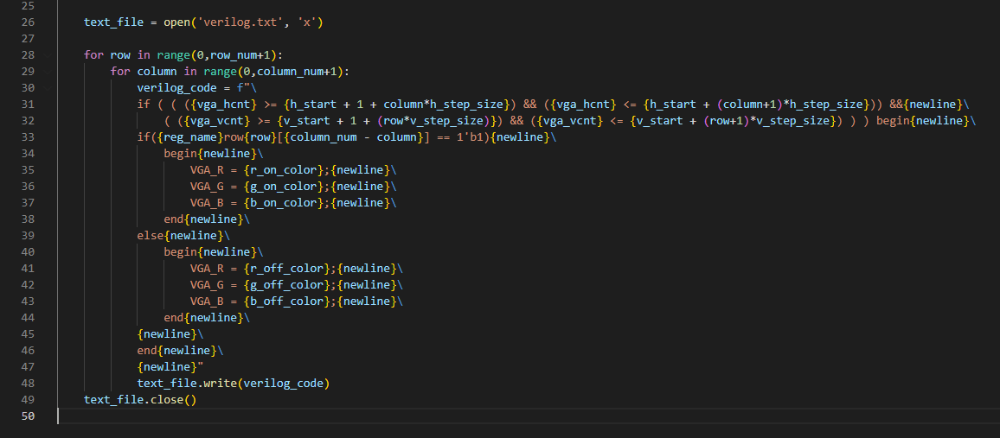 25
26 text_file = open('verilog.txt', 'x')
27
28 for row in range(0,row_num+1):
29 for column in range(0,column_num+1):
30 verilog_code = f"\
31 if ( ( ({vga_hcnt} >= {h_start + 1 + column*h_step_size}) && ({vga_hcnt} <= {h_start + (column+1)*h_step_size})) &&{newline}\
32 ( ({vga_vcnt} >= {v_start + 1 + (row*v_step_size)}) && ({vga_vcnt} <= {v_start + (row+1)*v_step_size}) ) ) begin{newline}\
33 if({reg_name}row{row}[{column_num - column}] == 1'b1){newline}\
34 begin{newline}\
35 VGA_R = {r_on_color};{newline}\
36 VGA_G = {g_on_color};{newline}\
37 VGA_B = {b_on_color};{newline}\
38 end{newline}\
39 else{newline}\
40 begin{newline}\
41 VGA_R = {r_off_color};{newline}\
42 VGA_G = {g_off_color};{newline}\
43 VGA_B = {b_off_color};{newline}\
44 end{newline}\
45 {newline}\
46 end{newline}\
47 {newline}"
48 text_file.write(verilog_code)
49 text_file.close()
50